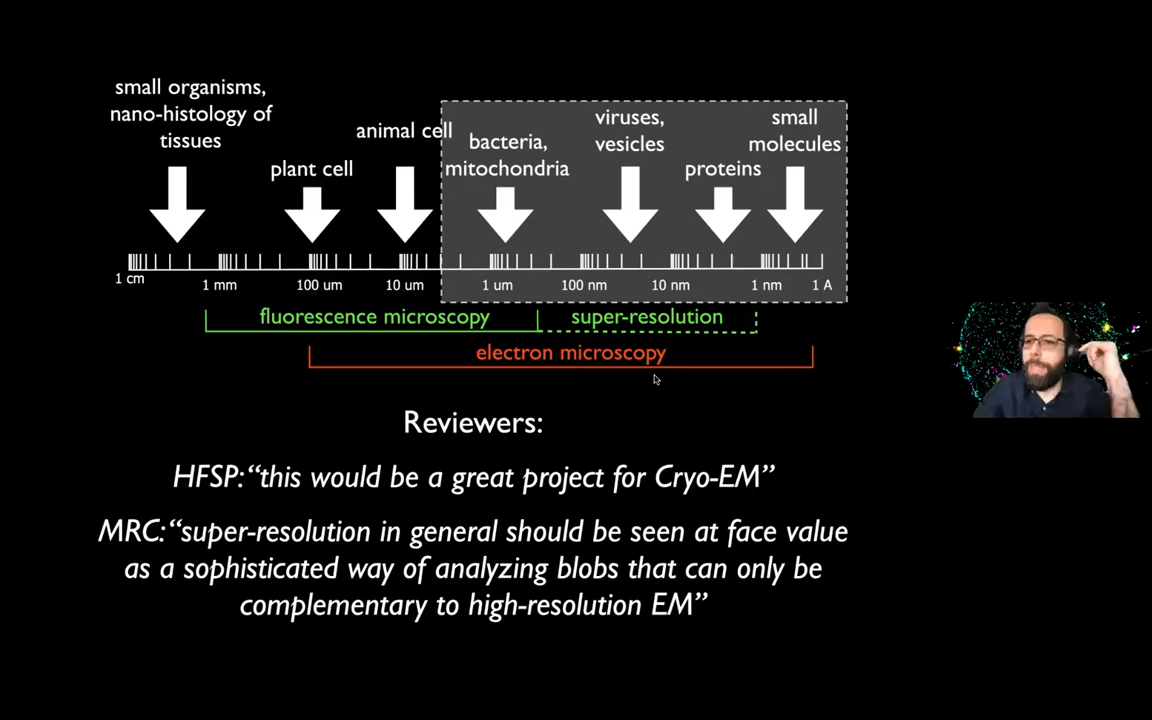 small organisms,
nano-histology of
tissues
plant cell
animal cell
bacteria,
mitochondria
viruses,
vesicles
proteins
small
molecules
1 cm
1 mm
100 um
10 um
1 um
100 nm
10 nm
1 nm
1 A
fluorescence microscopy
super-resolution
electron microscopy
Reviewers:
HFSP:“this would be a great project for Cryo-EM”
MRC:“super-resolution in general should be seen at face value
as a sophisticated way of analyzing blobs that can only be
complementary to high-resolution EM”